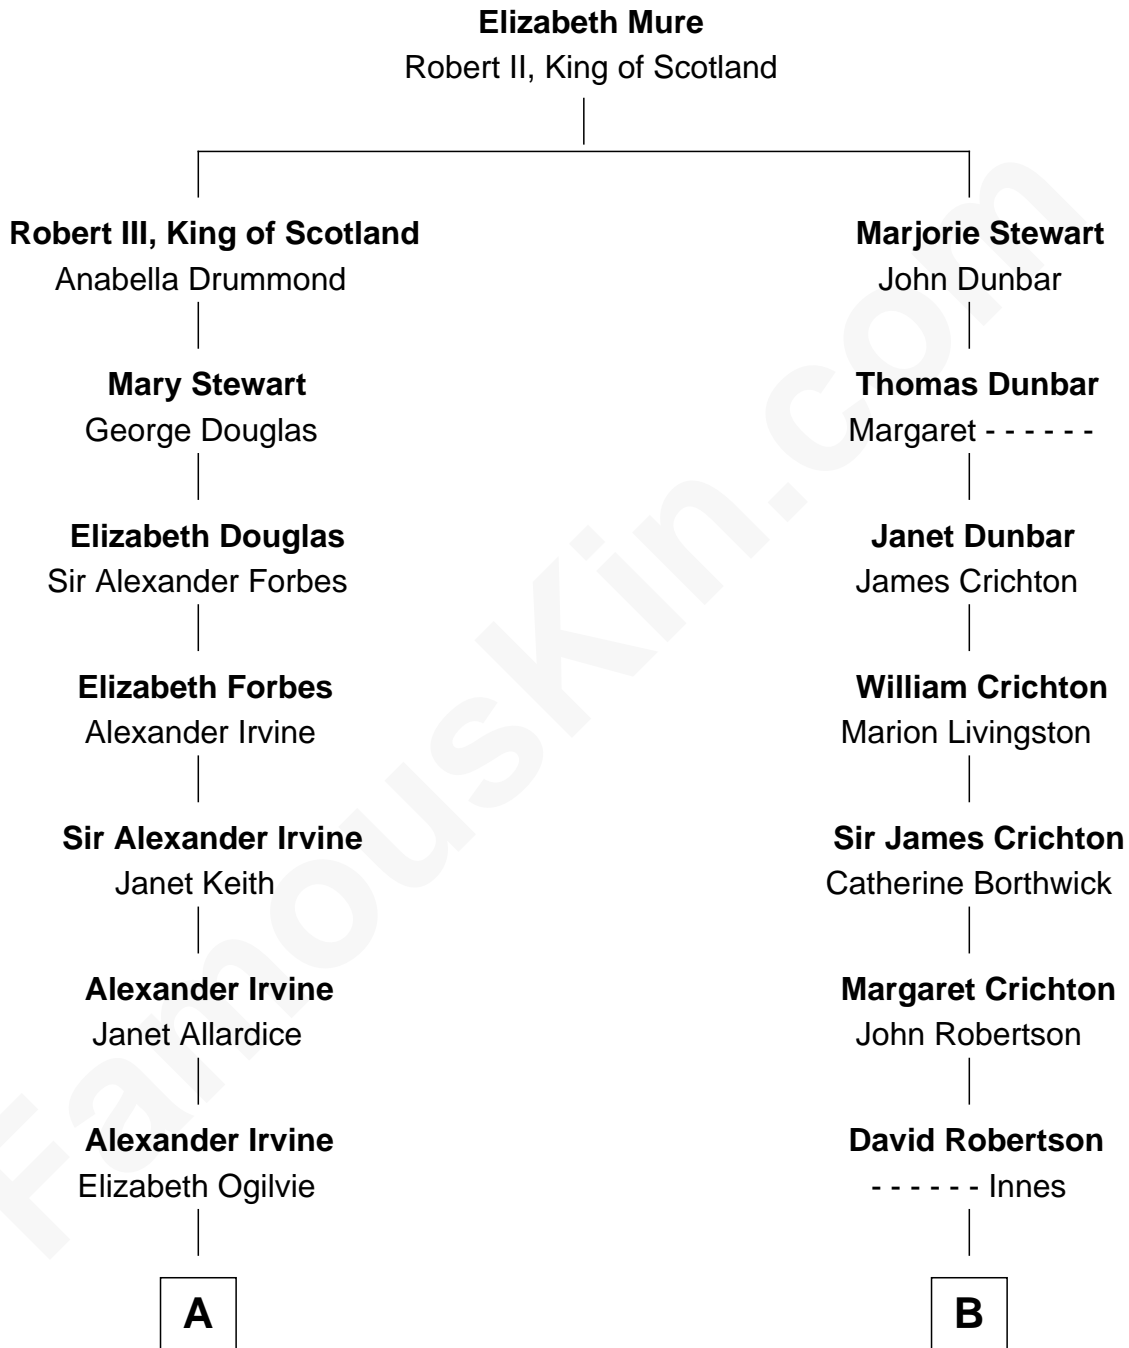 Elizabeth Mure
Robert II, King of Scotland
Robert III, King of Scotland
Anabella Drummond
Mary Stewart
George Douglas
Elizabeth Douglas
Sir Alexander Forbes
Elizabeth Forbes
Alexander Irvine
Sir Alexander Irvine
Janet Keith
Alexander Irvine
Janet Allardice
Alexander Irvine
Elizabeth Ogilvie
A
Marjorie Stewart
John Dunbar
Thomas Dunbar
Margaret - - - - - -
Janet Dunbar
James Crichton
William Crichton
Marion Livingston
Sir James Crichton
Catherine Borthwick
Margaret Crichton
John Robertson
David Robertson
- - - - - - Innes
B
FamousKin.com